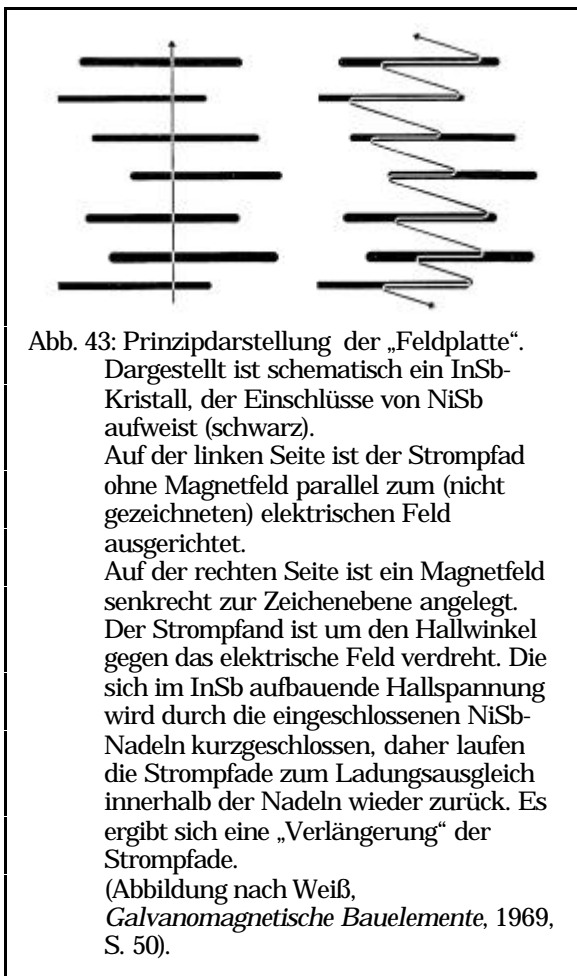 Abb. 43: Prinzipdarstellung der „Feldplatte“.
Dargestellt ist schematisch ein InSb-
Kristall, der Einschlüsse von NiSb
aufweist (schwarz).
Auf der linken Seite ist der Strompfad
ohne Magnetfeld parallel zum (nicht
gezeichneten) elektrischen Feld
ausgerichtet.
Auf der rechten Seite ist ein Magnetfeld
senkrecht zur Zeichenebene angelegt.
Der Strompfand ist um den Hallwinkel
gegen das elektrische Feld verdreht. Die
sich im InSb aufbauende Hallspannung
wird durch die eingeschlossenen NiSb-
Nadeln kurzgeschlossen, daher laufen
die Strompfade zum Ladungsausgleich
innerhalb der Nadeln wieder zurück. Es
ergibt sich eine „Verlängerung“ der
Strompfade.
(Abbildung nach Weiß,
Galvanomagnetische Bauelemente, 1969,
S. 50).